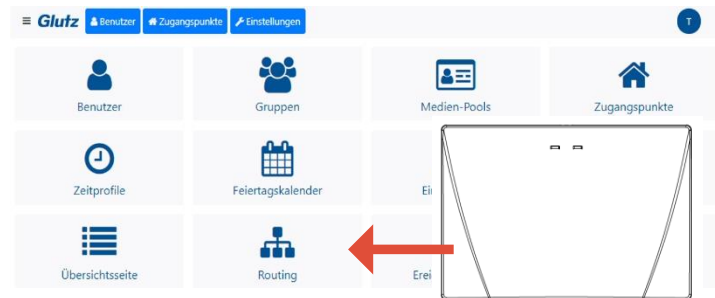 Glutz Benutzer Zugangspunkte Einstellungen T
Benutzer Gruppen Medien-Pools Zugangspunkte
Zeitprofile Feiertagskalender
Übersichtsseite Routing